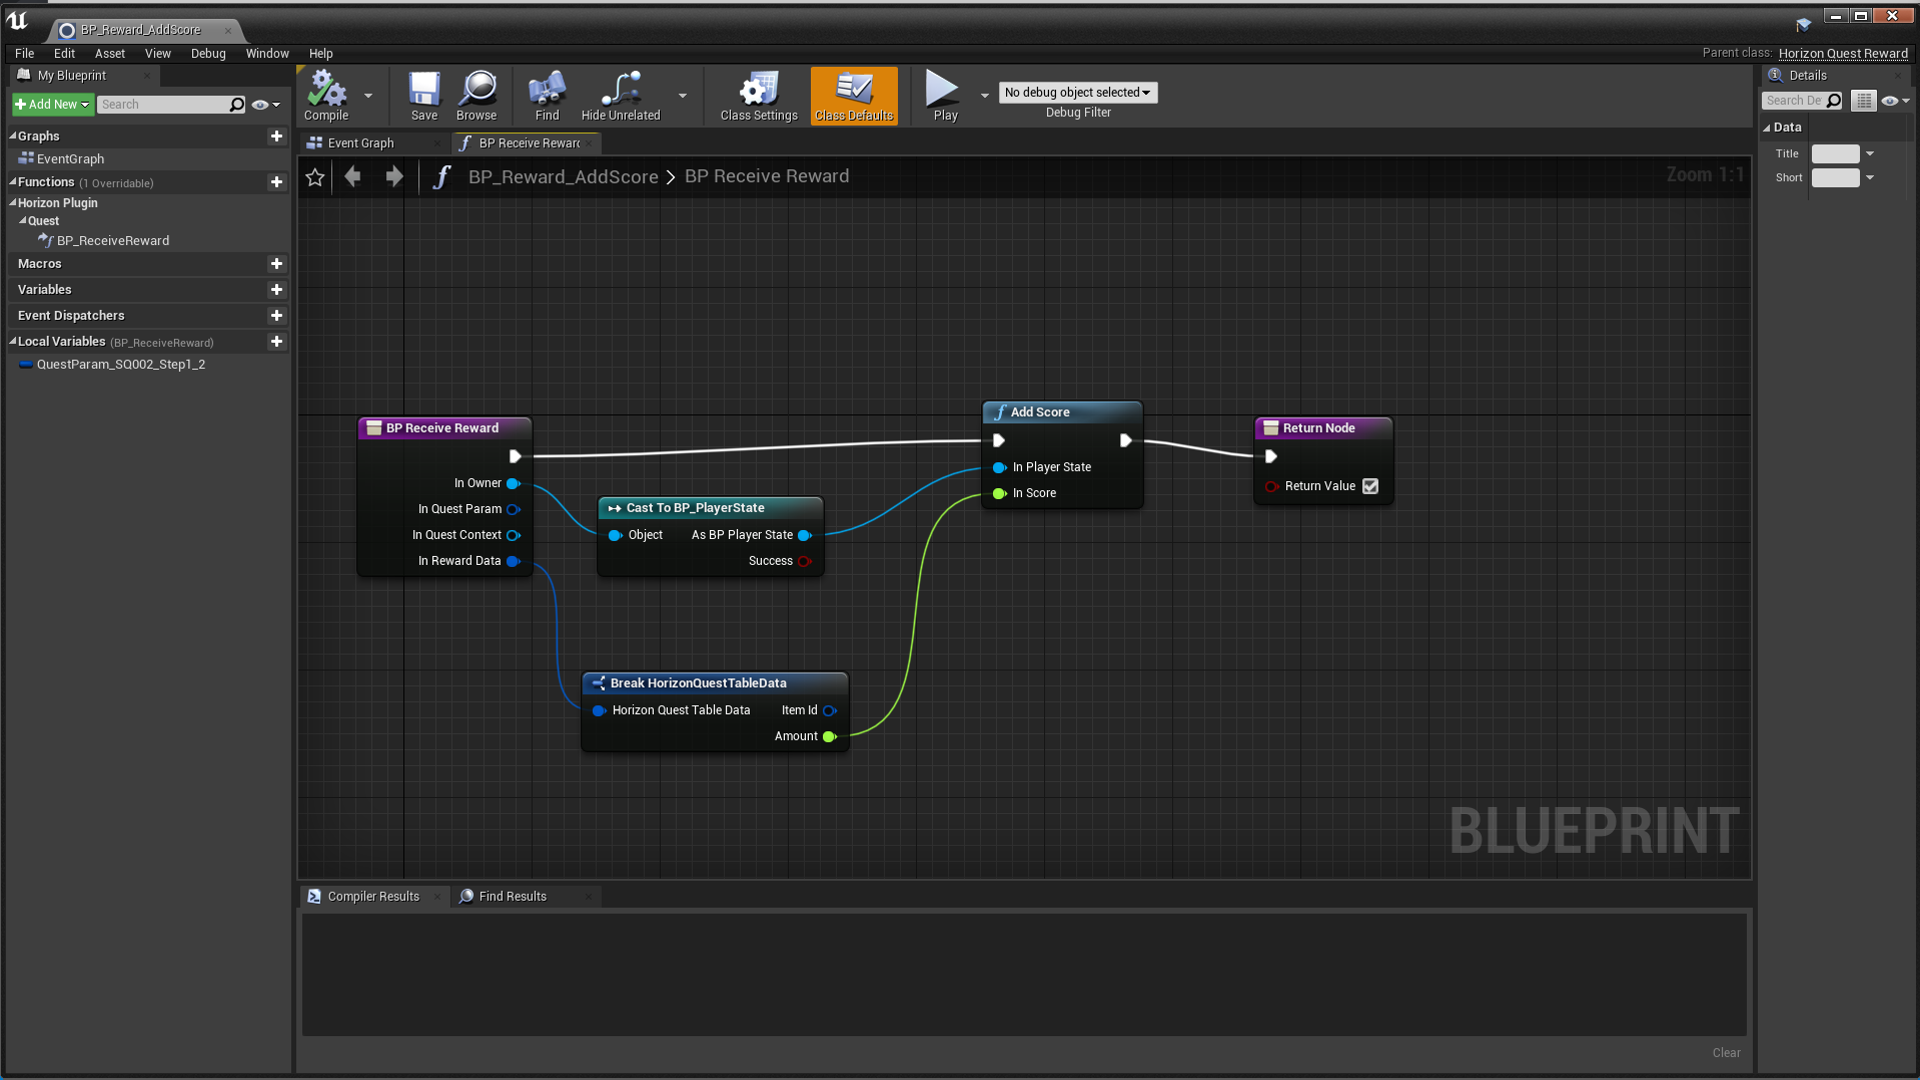 BP_Reward_AddScore
File Edit Asset View Debug Window Help
Parent class: Horizon Quest Reward
My Blueprint
Add New
Search
Graphs
EventGraph
Functions (1 Overridable)
Horizon Plugin
Quest
BP_ReceiveReward
Macros
Variables
Event Dispatchers
Local Variables (BP_ReceiveReward)
QuestParam_SQ002_Step1_2
Compile
Save
Browse
Find
Hide Unrelated
Class Settings
Class Defaults
Play
No debug object selected
Debug Filter
Event Graph
BP Receive Rewar
BP_Reward_AddScore > BP Receive Reward
Zoom 1:1
BP Receive Reward
In Owner
In Quest Param
In Quest Context
In Reward Data
Cast To BP_PlayerState
Object As BP Player State
Success
Break HorizonQuestTableData
Horizon Quest Table Data Item Id
Amount
Add Score
In Player State
In Score
Return Node
Return Value
BLUEPRINT
Compiler Results
Find Results
Clear
Details
Search De
Data
Title
Short